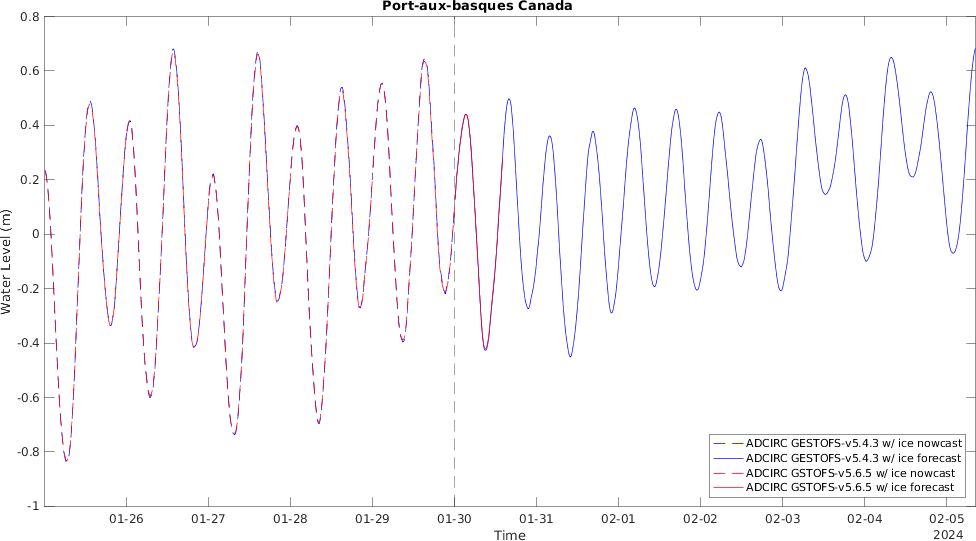 Port-aux-basques Canada
0.8
0.6
0.4
0.2
0
-0.2
-0.4
-0.6
-0.8
-1
Water Level (m)
ADCIRC GESTOFS-v5.4.3 w/ ice nowcast
ADCIRC GESTOFS-v5.4.3 w/ ice forecast
ADCIRC GSTOFS-v5.6.5 w/ ice nowcast
ADCIRC GSTOFS-v5.6.5 w/ ice forecast
01-26 01-27 01-28 01-29 01-30 01-31 02-01 02-02 02-03 02-04 02-05
Time 2024